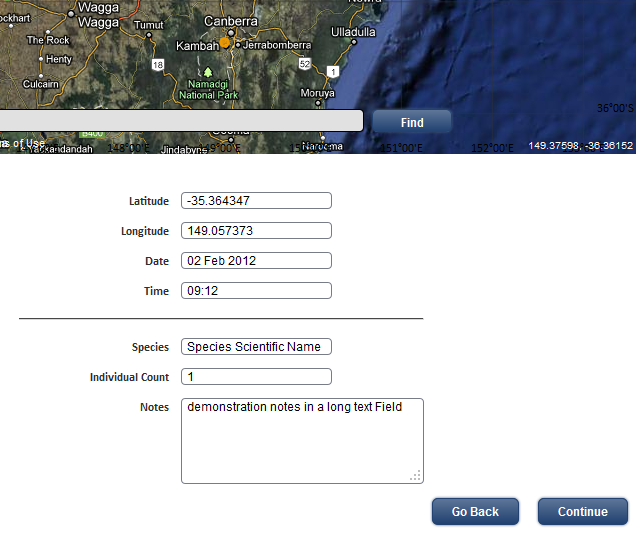 Nowra
ockhart
Wagga
Wagga
Tumut
Canberra
Ulladulla
The Rock
Kambah
Jerrabomberra
Henty
18
52
1
Culcairn
Namadgi
National Park
Moruya
36°00'S
Find
B400
Cooma
ns of Use
Yackandandah
148°00'E
Jindabyne
149°00'E
Narooma
151°00'E
152°00'E
149.37598, -36.36152
Latitude -35.364347
Longitude 149.057373
Date 02 Feb 2012
Time 09:12
Species Species Scientific Name
Individual Count 1
Notes demonstration notes in a long text Field
Go Back Continue